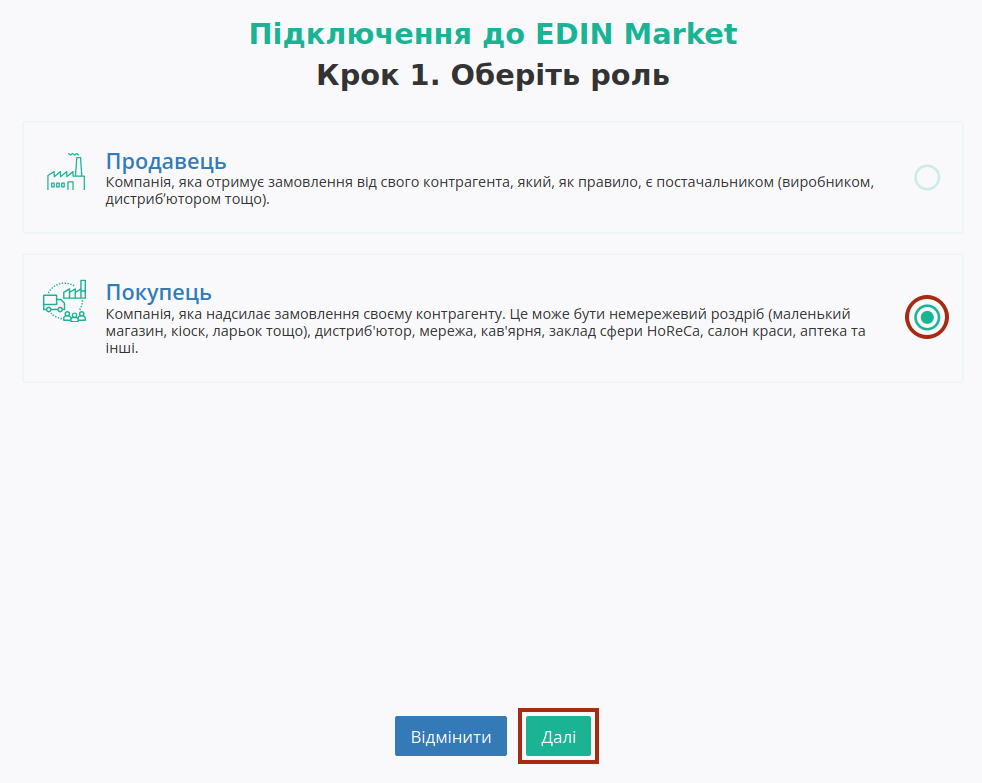 Підключення до EDIN Market
Крок 1. Оберіть роль
Продавець
Компанія, яка отримує замовлення від свого контрагента, який, як правило, є постачальником (виробником,
дистриб’ютором тощо).
Покупець
Компанія, яка надсилає замовлення своєму контрагенту. Це може бути немережевий роздріб (маленький
магазин, кіоск, ларьок тощо), дистриб'ютор, мережа, кав'ярня, заклад сфери HoReCa, салон краси, аптека та
інші.
Відмінити
Далі